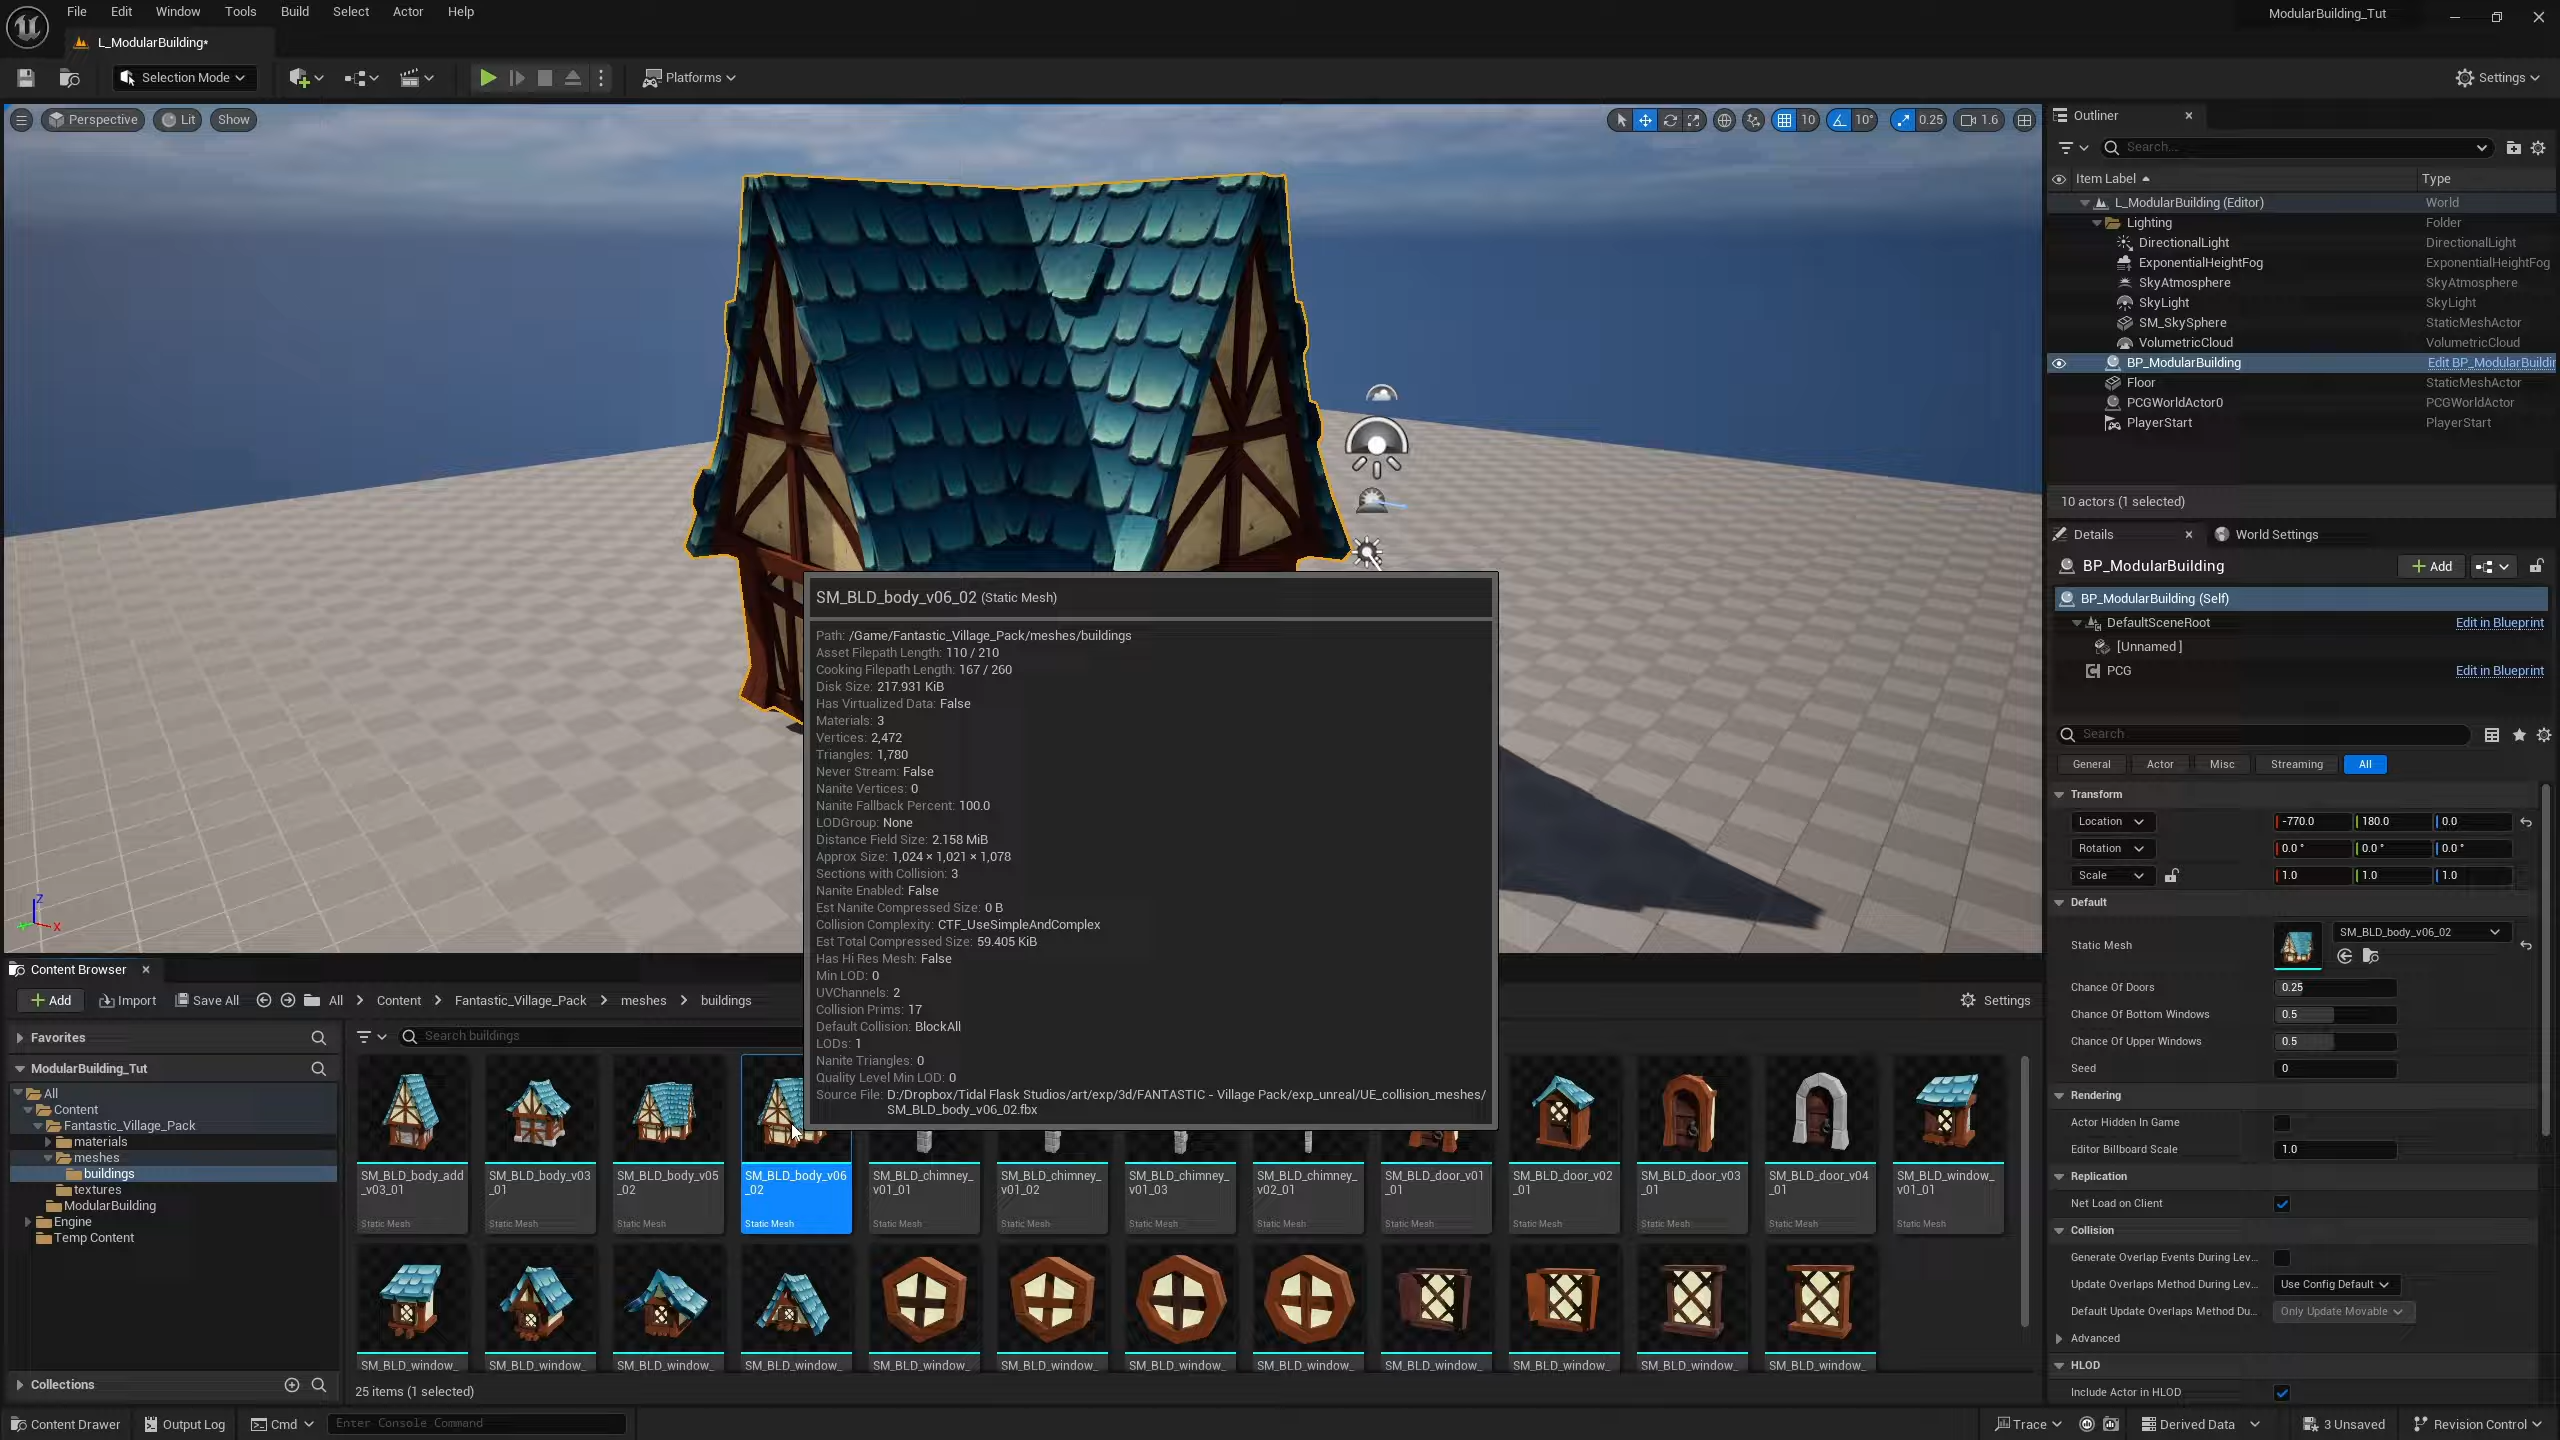 File Edit Window Tools Build Select Actor Help
ModularBuilding_Tut
L_ModularBuilding*
Selection Mode
Platforms
Settings
Perspective Lit Show
10 10° 0.25 1.6
Outliner
Search...
Item Label Type
L_ModularBuilding (Editor) World
Lighting Folder
DirectionalLight DirectionalLight
ExponentialHeightFog ExponentialHeightFog
SkyAtmosphere SkyAtmosphere
SkyLight SkyLight
SM_SkySphere StaticMeshActor
VolumetricCloud VolumetricCloud
BP_ModularBuilding Edit BP_ModularBuildin
Floor StaticMeshActor
PCGWorldActor0 PCGWorldActor
PlayerStart PlayerStart
10 actors (1 selected)
Details World Settings
BP_ModularBuilding Add
BP_ModularBuilding (Self)
DefaultSceneRoot Edit in Blueprint
[Unnamed ]
PCG Edit in Blueprint
Search
General Actor Misc Streaming All
Transform
Location -770.0 180.0 0.0
Rotation 0.0 ° 0.0 ° 0.0 °
Scale 1.0 1.0 1.0
Default
Static Mesh SM_BLD_body_v06_02
Chance Of Doors 0.25
Chance Of Bottom Windows 0.5
Chance Of Upper Windows 0.5
Seed 0
Rendering
Actor Hidden In Game
Editor Billboard Scale 1.0
Replication
Net Load on Client
Collision
Generate Overlap Events During Lev...
Update Overlaps Method During Lev... Use Config Default
Default Update Overlaps Method Du... Only Update Movable
Advanced
HLOD
Include Actor in HLOD
SM_BLD_body_v06_02 (Static Mesh)
Path: /Game/Fantastic_Village_Pack/meshes/buildings
Asset Filepath Length: 110 / 210
Cooking Filepath Length: 167 / 260
Disk Size: 217.931 KiB
Has Virtualized Data: False
Materials: 3
Vertices: 2,472
Triangles: 1,780
Never Stream: False
Nanite Vertices: 0
Nanite Fallback Percent: 100.0
LODGroup: None
Distance Field Size: 2.158 MiB
Approx Size: 1,024 × 1,021 × 1,078
Sections with Collision: 3
Nanite Enabled: False
Est Nanite Compressed Size: 0 B
Collision Complexity: CTF_UseSimpleAndComplex
Est Total Compressed Size: 59.405 KiB
Has Hi Res Mesh: False
Min LOD: 0
UVChannels: 2
Collision Prims: 17
Default Collision: BlockAll
LODs: 1
Nanite Triangles: 0
Quality Level Min LOD: 0
Source File: D:/Dropbox/Tidal Flask Studios/art/exp/3d/FANTASTIC - Village Pack/exp_unreal/UE_collision_meshes/
SM_BLD_body_v06_02.fbx
Z
Y
X
Content Browser
Add Import Save All All Content Fantastic_Village_Pack meshes buildings Settings
Favorites
Search buildings
ModularBuilding_Tut
All
Content
Fantastic_Village_Pack
materials
meshes
buildings
textures
ModularBuilding
Engine
Temp Content
Collections
SM_BLD_body_add SM_BLD_body_v03 SM_BLD_body_v05 SM_BLD_body_v06 SM_BLD_chimney_ SM_BLD_chimney_ SM_BLD_chimney_ SM_BLD_chimney_ SM_BLD_door_v01 SM_BLD_door_v02 SM_BLD_door_v03 SM_BLD_door_v04 SM_BLD_window_
_v03_01 _01 _02 _02 v01_01 v01_02 v01_03 v02_01 _01 _01 _01 _01 v01_01
Static Mesh Static Mesh Static Mesh Static Mesh Static Mesh Static Mesh Static Mesh Static Mesh Static Mesh Static Mesh Static Mesh Static Mesh Static Mesh
SM_BLD_window_ SM_BLD_window_ SM_BLD_window_ SM_BLD_window_ SM_BLD_window_ SM_BLD_window_ SM_BLD_window_ SM_BLD_window_ SM_BLD_window_ SM_BLD_window_ SM_BLD_window_ SM_BLD_window_
25 items (1 selected)
Content Drawer Output Log Cmd Enter Console Command Trace Derived Data 3 Unsaved Revision Control